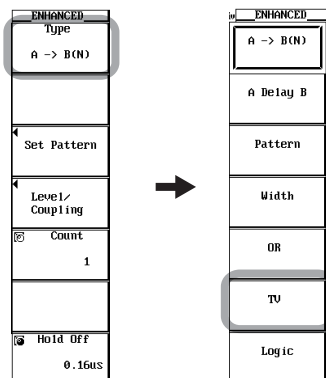 ENHANCED
Type
A -> B(N)
Set Pattern
Level/
Coupling
Count
1
Hold Off
0.16us
ENHANCED
A -> B(N)
A Delay B
Pattern
Width
OR
TV
Logic